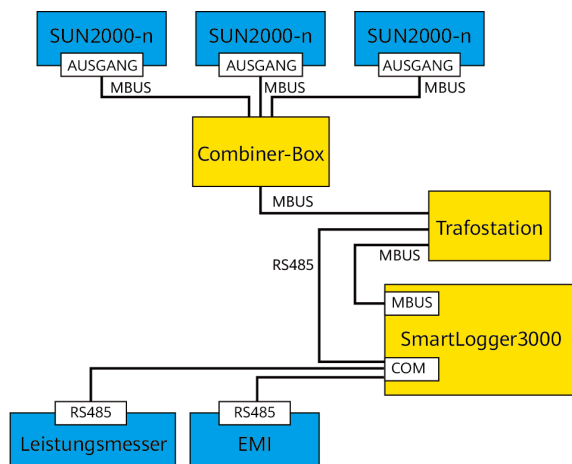 SUN2000-n
SUN2000-n
SUN2000-n
AUSGANG
AUSGANG
AUSGANG
MBUS
MBUS
MBUS
Combiner-Box
MBUS
Trafostation
RS485
MBUS
MBUS
SmartLogger3000
COM
RS485
RS485
Leistungsmesser
EMI